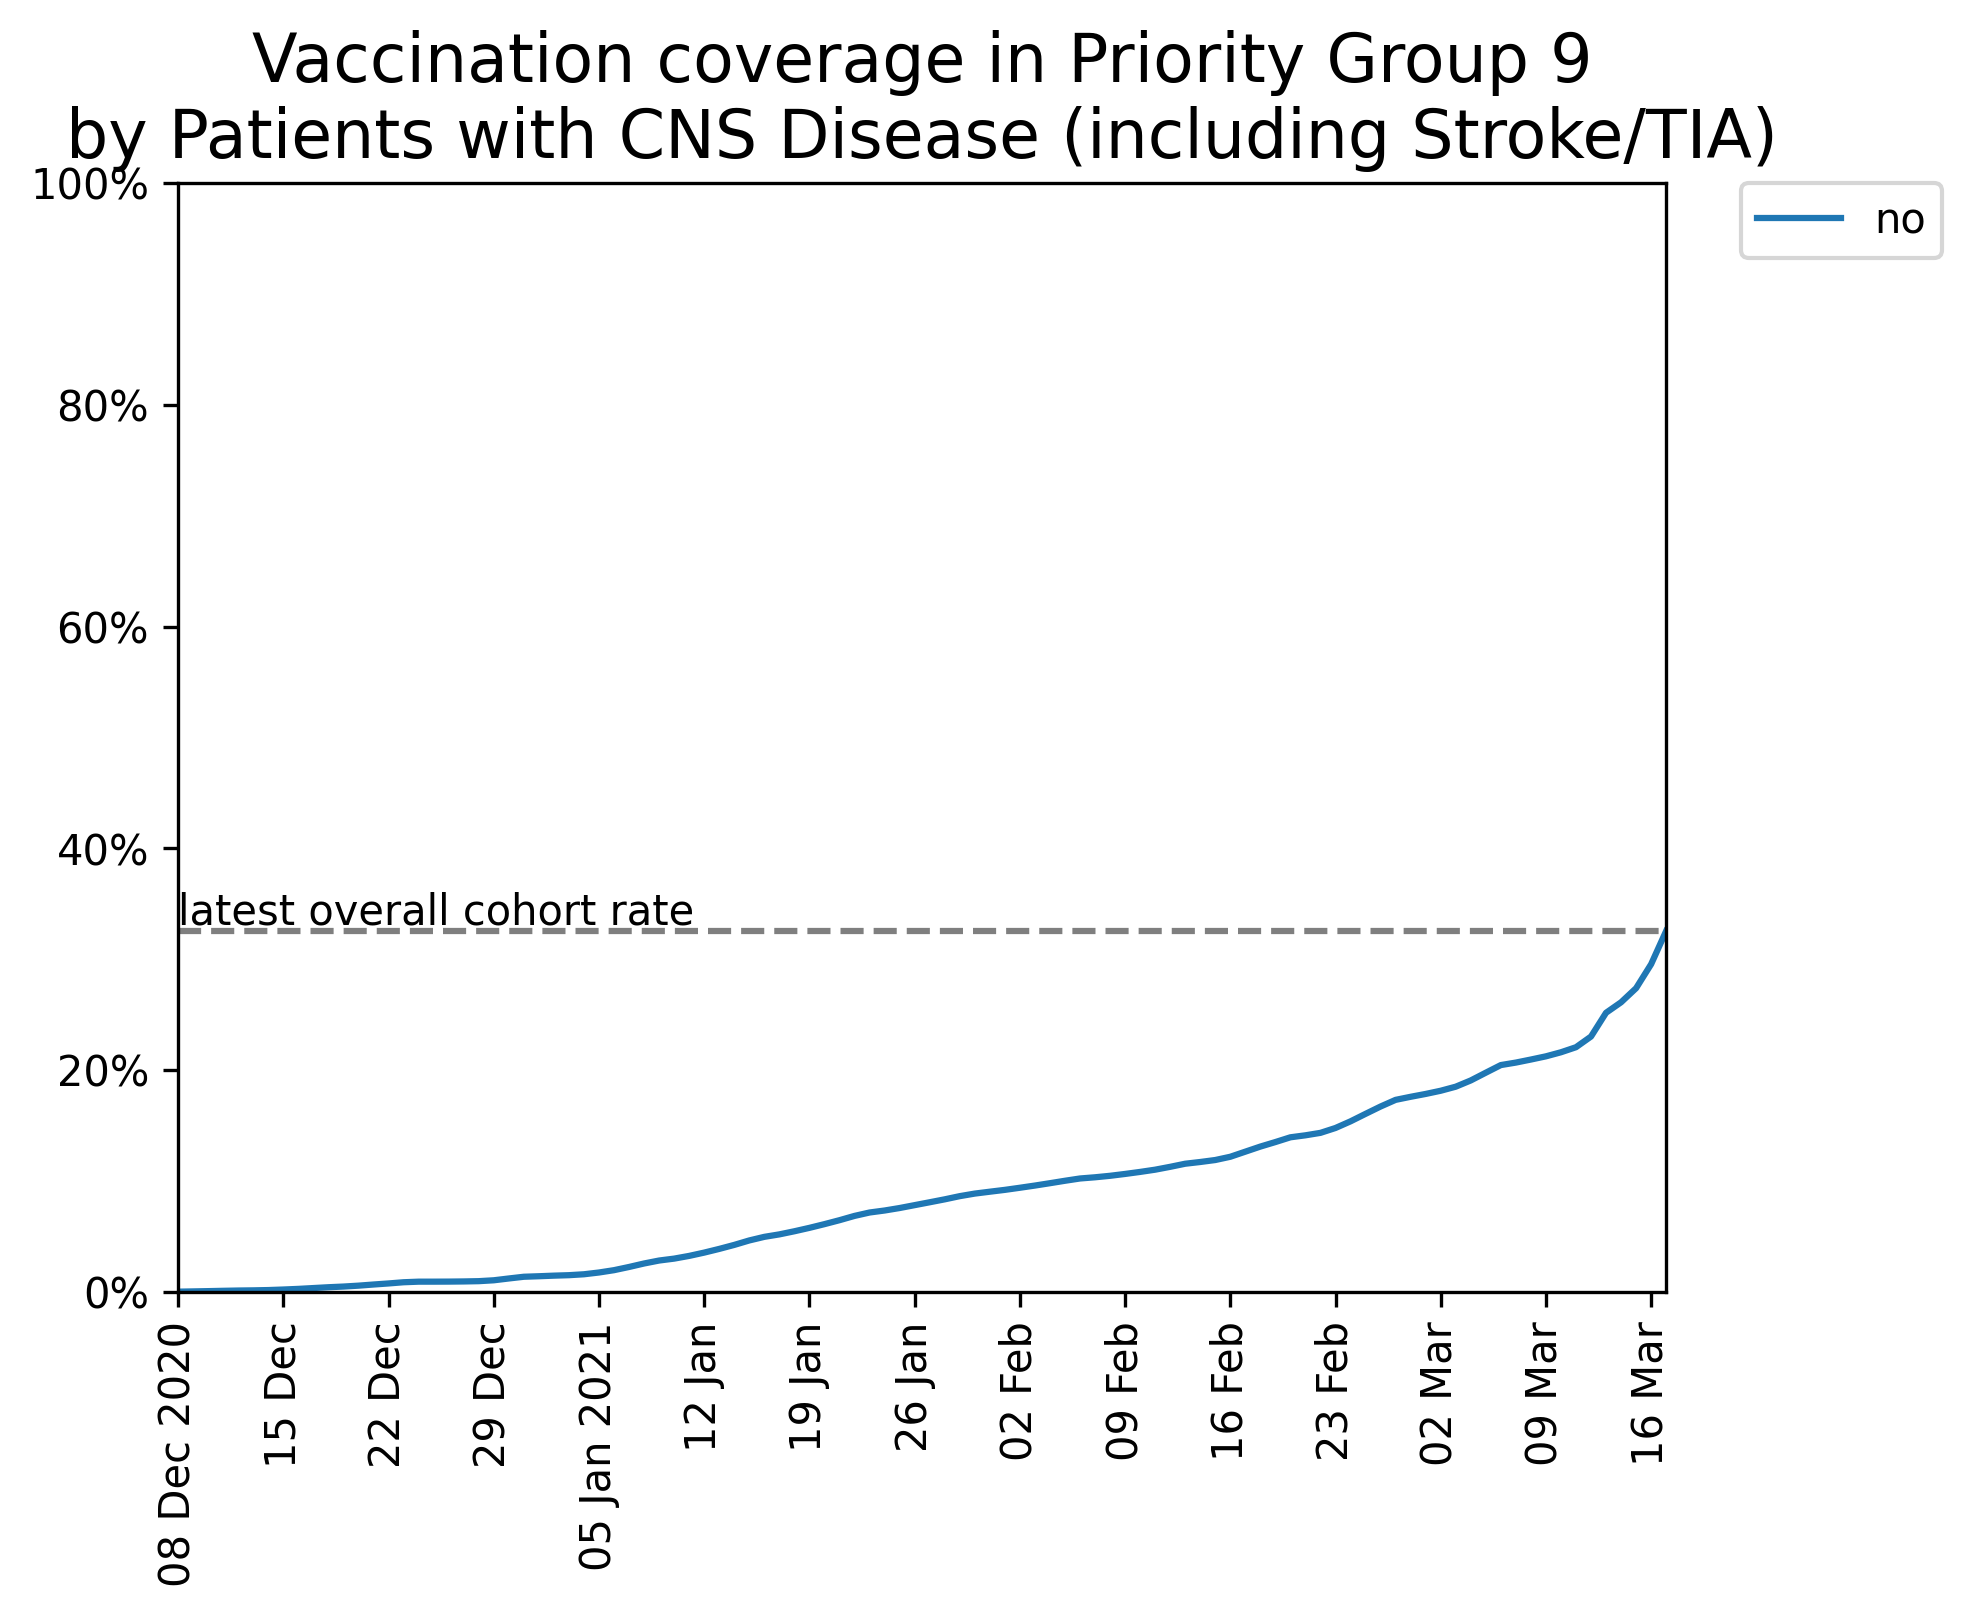 Vaccination coverage in Priority Group 9
by Patients with CNS Disease (including Stroke/TIA)
100%
80%
60%
40%
20%
0%
no
latest overall cohort rate
08 Dec 2020
15 Dec
22 Dec
29 Dec
05 Jan 2021
12 Jan
19 Jan
26 Jan
02 Feb
09 Feb
16 Feb
23 Feb
02 Mar
09 Mar
16 Mar